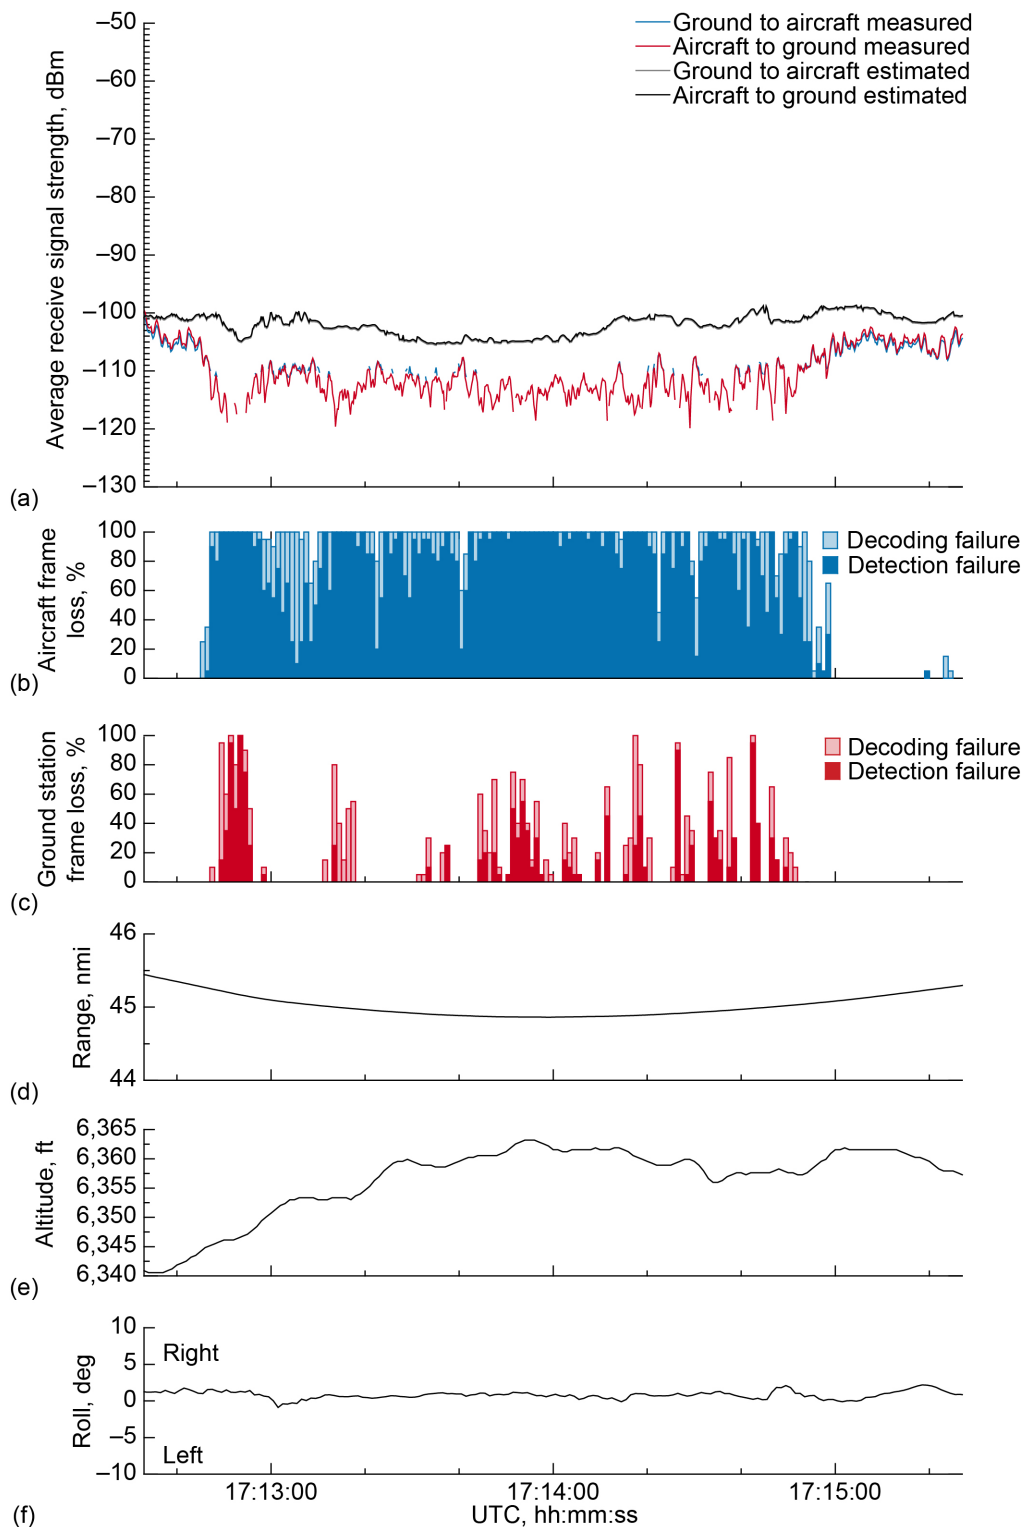 Average receive signal strength, dBm
–50
–60
–70
–80
–90
–100
–110
–120
–130
Ground to aircraft measured
Aircraft to ground measured
Ground to aircraft estimated
Aircraft to ground estimated
(a)
Aircraft frame
loss, %
100
80
60
40
20
0
Decoding failure
Detection failure
(b)
Ground station
frame loss, %
100
80
60
40
20
0
Decoding failure
Detection failure
(c)
Range, nmi
46
45
44
(d)
Altitude, ft
6,365
6,360
6,355
6,350
6,345
6,340
(e)
Roll, deg
10
5
0
–5
–10
Right
Left
17:13:00
17:14:00
17:15:00
UTC, hh:mm:ss
(f)